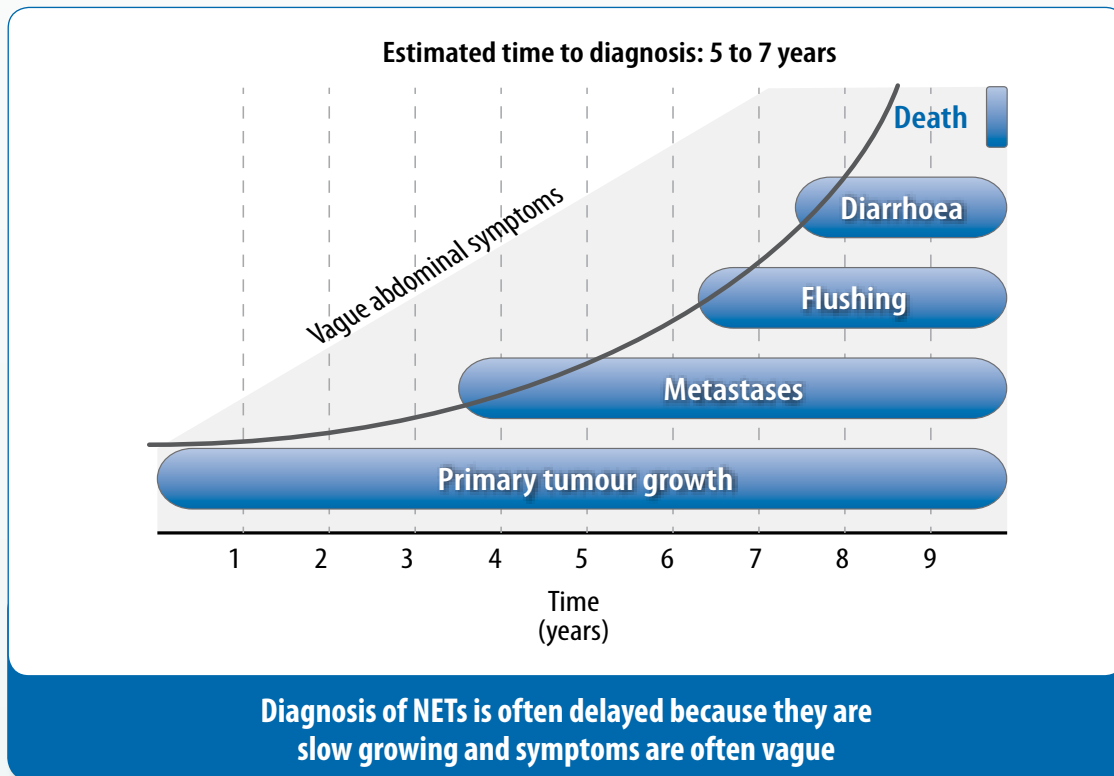 Estimated time to diagnosis: 5 to 7 years
Death
Diarrhoea
Vague abdominal symptoms
Flushing
Metastases
Primary tumour growth
1 2 3 4 5 6 7 8 9
Time
(years)
Diagnosis of NETs is often delayed because they are
slow growing and symptoms are often vague